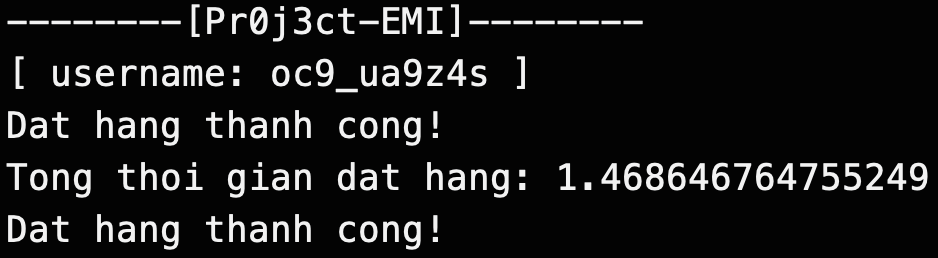 --------[Pr0j3ct-EMI]--------
[ username: oc9_ua9z4s ]
Dat hang thanh cong!
Tong thoi gian dat hang: 1.468646764755249
Dat hang thanh cong!